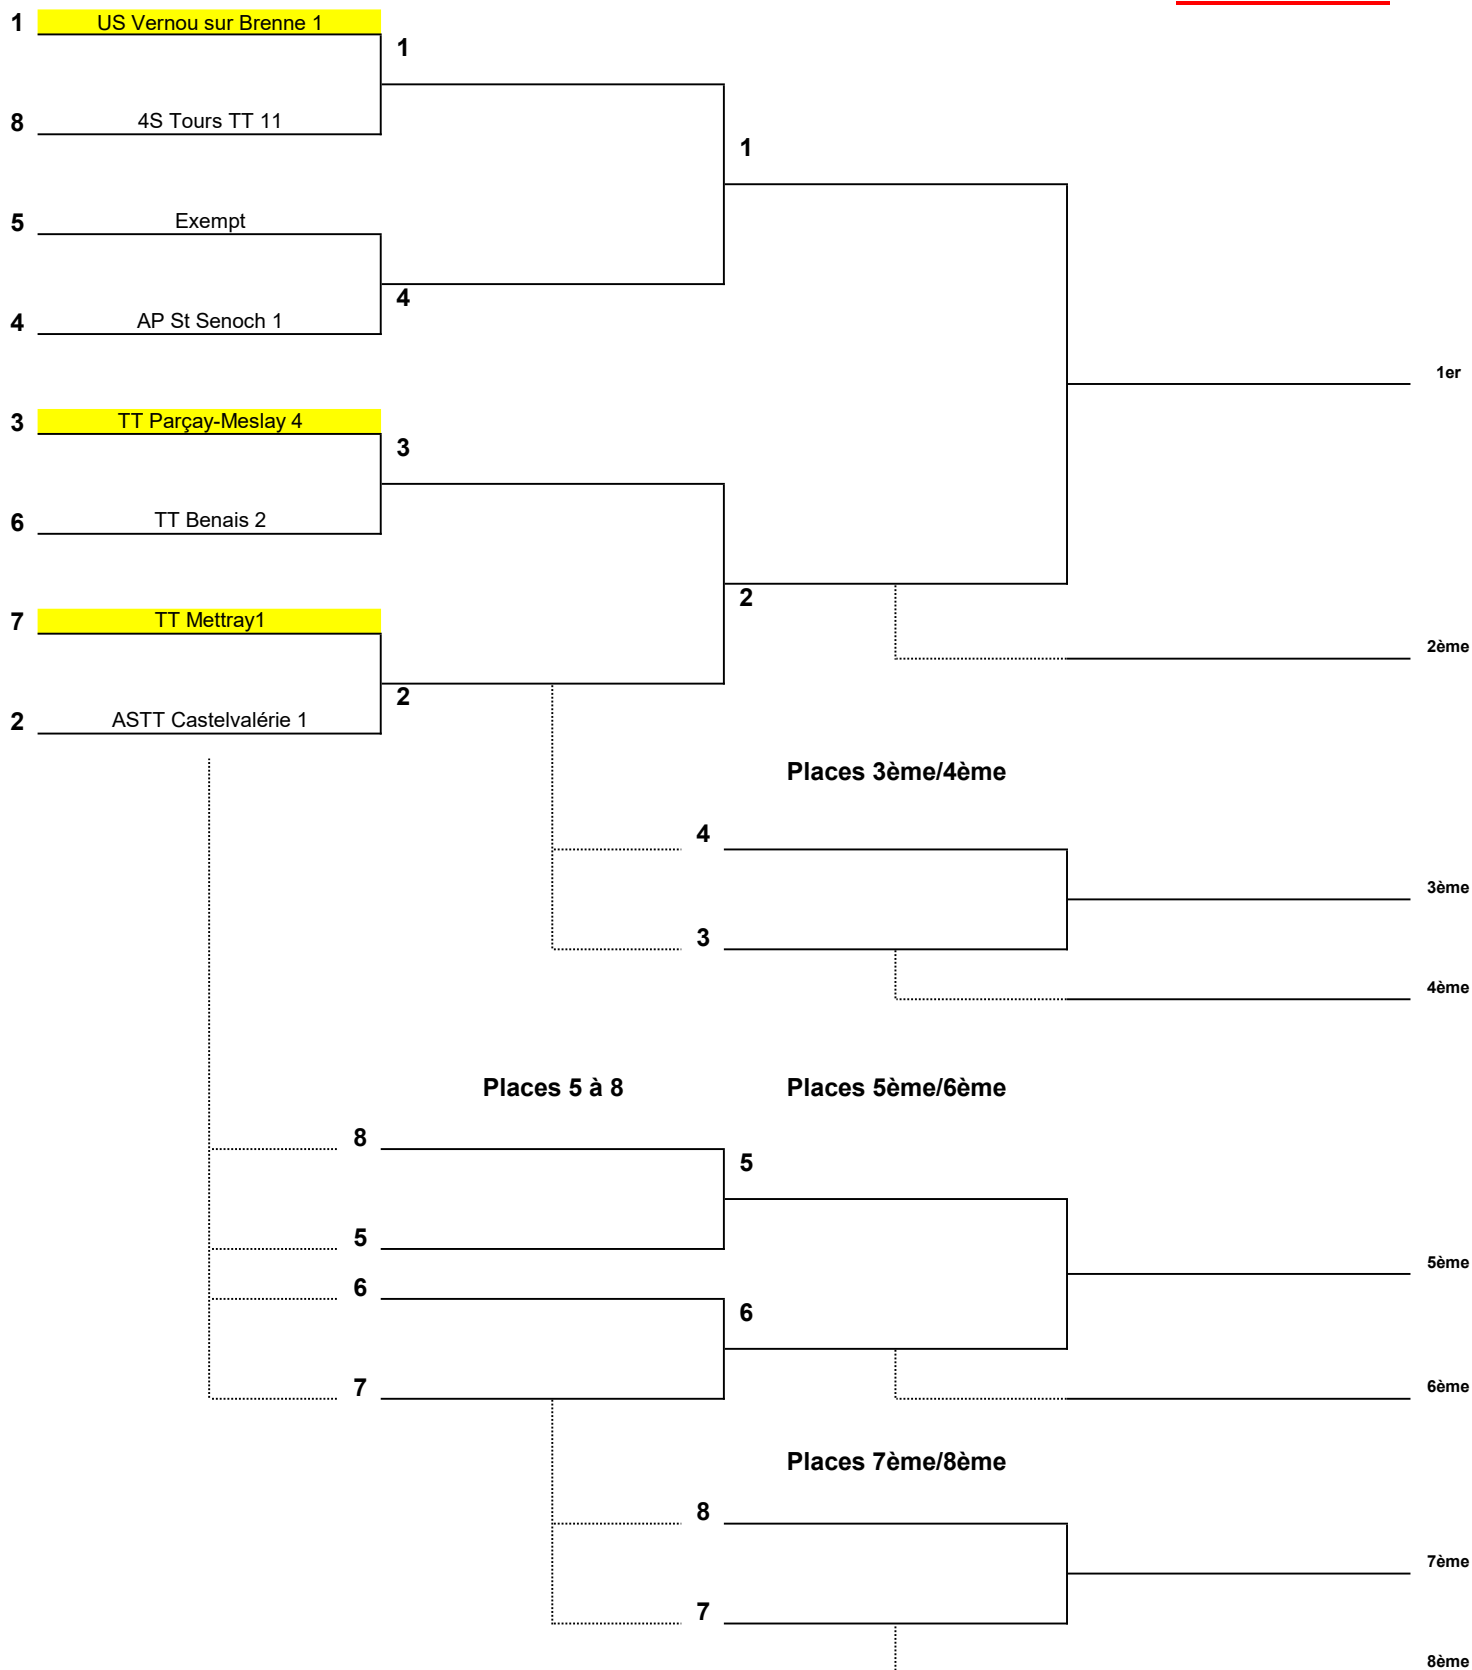 1 US Vernou sur Brenne 1
1
8 4S Tours TT 11
1
5 Exempt
4
4 AP St Senoch 1
1er
3 TT Parçay-Meslay 4
3
6 TT Benais 2
2
7 TT Mettray1
2ème
2
2 ASTT Castelvalérie 1
Places 3ème/4ème
4
3ème
3
4ème
Places 5 à 8 Places 5ème/6ème
8
5
5
5ème
6
6
7
6ème
Places 7ème/8ème
8
7ème
7
8ème